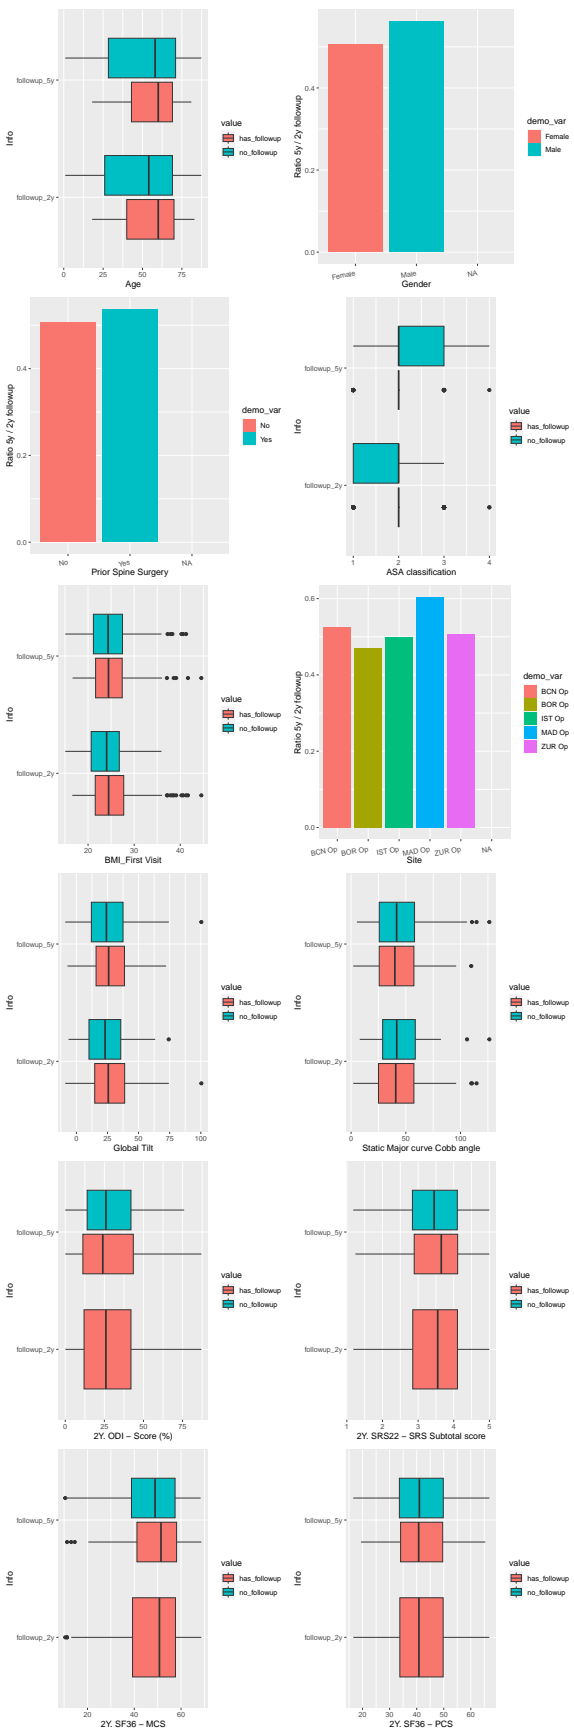 followup_5y
followup_2y
Info
0 25 50 75
Age
value
has_followup
no_followup
Ratio 5y / 2y followup
0.4
0.2
0.0
Female Male NA
Gender
demo_var
Female
Male
Ratio 5y / 2y followup
0.4
0.2
0.0
No Yes NA
Prior Spine Surgery
demo_var
No
Yes
followup_5y
followup_2y
Info
1 2 3 4
ASA classification
value
has_followup
no_followup
followup_5y
followup_2y
Info
20 30 40
BMI_First Visit
value
has_followup
no_followup
Ratio 5y / 2y followup
0.6
0.4
0.2
0.0
BCN Op BOR Op IST Op MAD Op ZUR Op NA
Site
demo_var
BCN Op
BOR Op
IST Op
MAD Op
ZUR Op
followup_5y
followup_2y
Info
0 25 50 75 100
Global Tilt
value
has_followup
no_followup
followup_5y
followup_2y
Info
0 50 100
Static Major curve Cobb angle
value
has_followup
no_followup
followup_5y
followup_2y
Info
0 25 50 75
2Y. ODI – Score (%)
value
has_followup
no_followup
followup_5y
followup_2y
Info
1 2 3 4 5
2Y. SRS22 – SRS Subtotal score
value
has_followup
no_followup
followup_5y
followup_2y
Info
20 40 60
2Y. SF36 – MCS
value
has_followup
no_followup
followup_5y
followup_2y
Info
20 30 40 50 60
2Y. SF36 – PCS
value
has_followup
no_followup